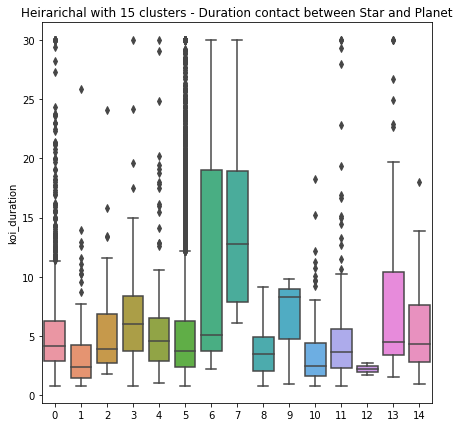 Heirarichal with 15 clusters - Duration contact between Star and Planet
30
25
20
15
10
5
0
koi_duration
0 1 2 3 4 5 6 7 8 9 10 11 12 13 14